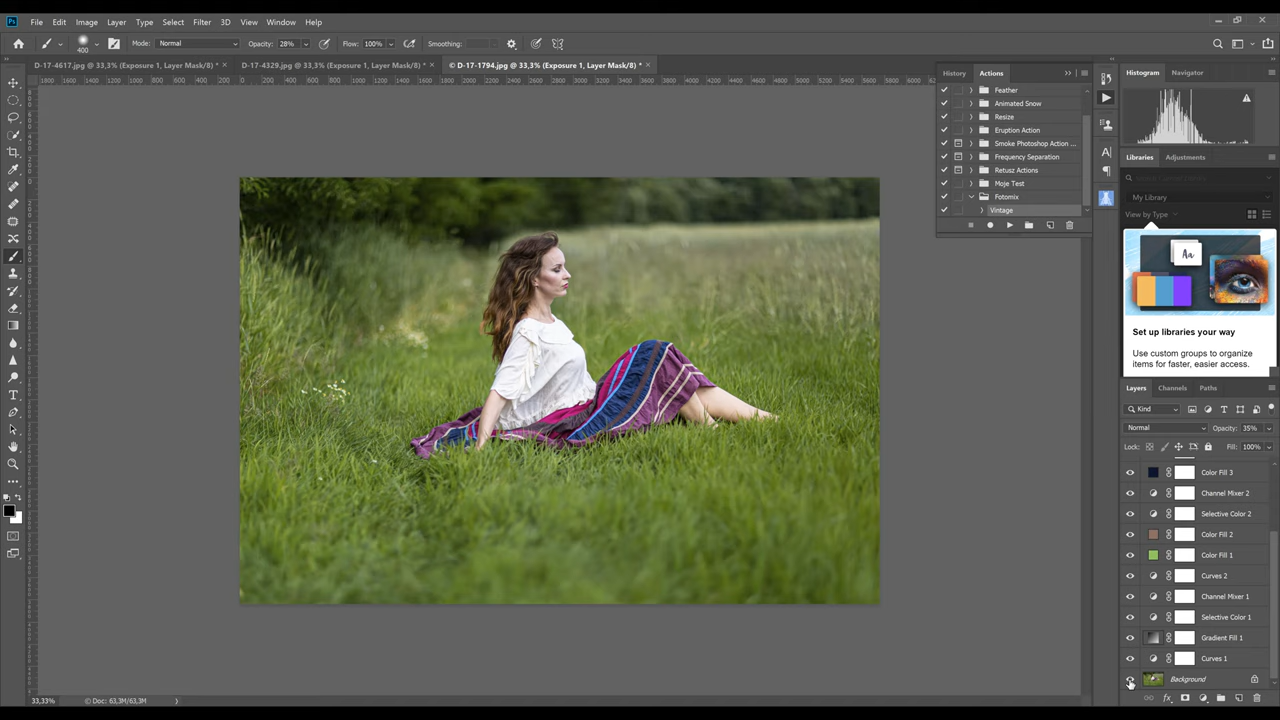 Ps File Edit Image Layer Type Select Filter 3D View Window Help
400 Mode: Normal Opacity: 28% Flow: 100% Smoothing:
D-17-4617.jpg @ 33,3% (Exposure 1, Layer Mask/8) * × D-17-4329.jpg @ 33,3% (Exposure 1, Layer Mask/8) * × © D-17-1794.jpg @ 33,3% (Exposure 1, Layer Mask/8) * ×
History Actions
Feather
Animated Snow
Resize
Eruption Action
Smoke Photoshop Action ...
Frequency Separation
Retusz Actions
Moje Test
Fotomix
Vintage
Histogram Navigator
Libraries Adjustments
My Library
View by Type
Aa
Set up libraries your way
Use custom groups to organize
items for faster, easier access.
Layers Channels Paths
Kind
Normal Opacity: 35%
Lock: Fill: 100%
Color Fill 3
Channel Mixer 2
Selective Color 2
Color Fill 2
Color Fill 1
Curves 2
Channel Mixer 1
Selective Color 1
Gradient Fill 1
Curves 1
Background
fx
33,33% Doc: 63,3M/63,3M